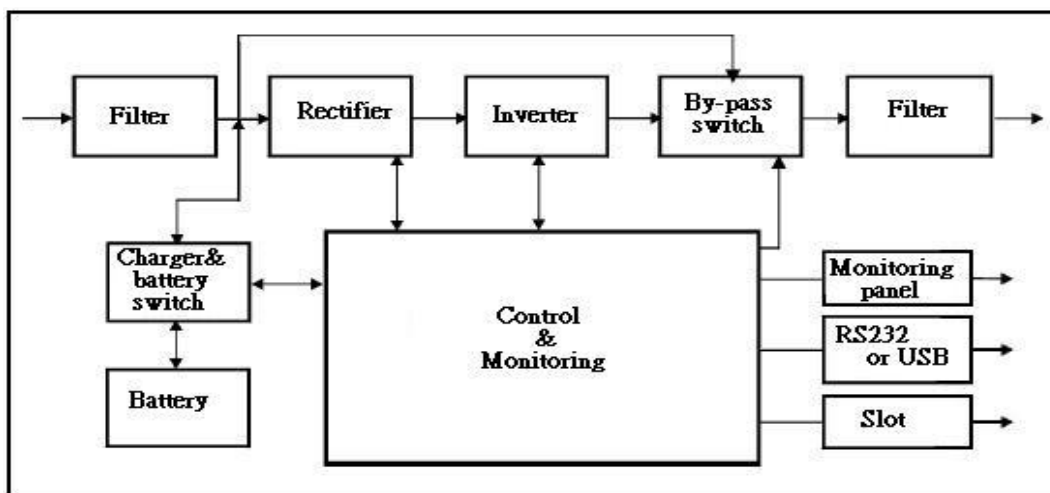 Filter
Rectifier
Inverter
By-pass
switch
Filter
Charger&
battery
switch
Battery
Control
&
Monitoring
Monitoring
panel
RS232
or USB
Slot